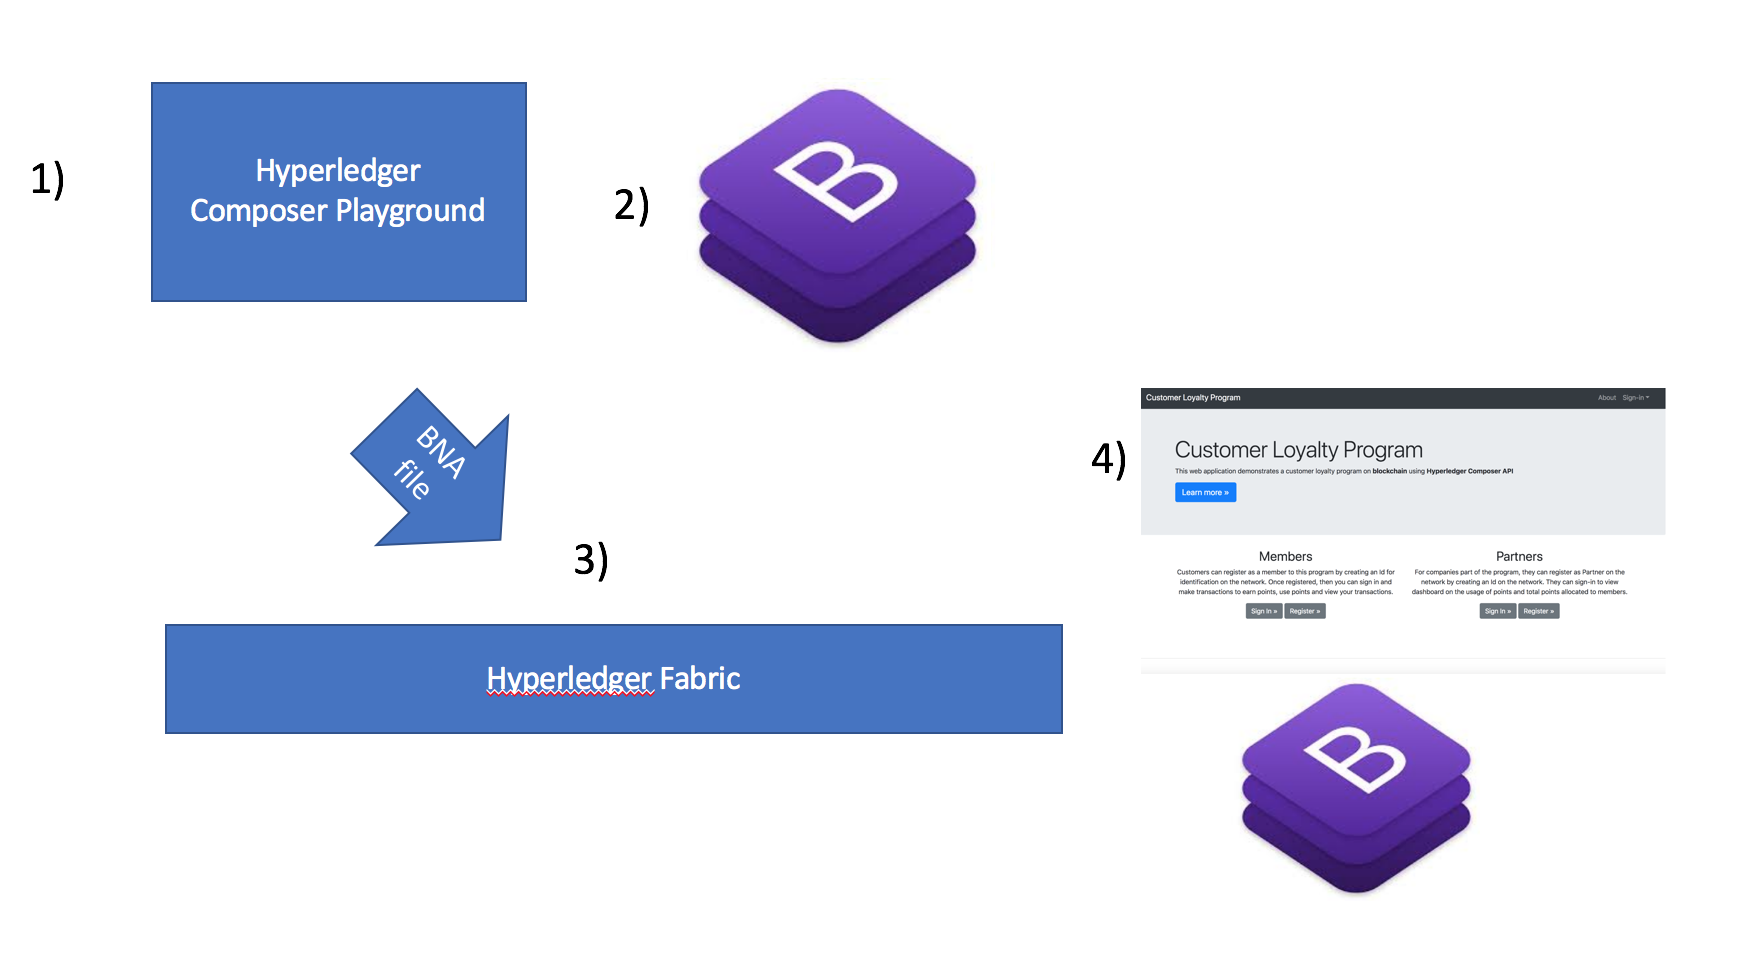 1)
Hyperledger
Composer Playground
2)
B
BNA
file
3)
Hyperledger Fabric
4)
Customer Loyalty Program
About
Sign-in
Customer Loyalty Program
This web application demonstrates a customer loyalty program on blockchain using Hyperledger Composer API
Learn more »
Members
Customers can register as a member to this program by creating an Id for
identification on the network. Once registered, then you can sign in and
make transactions to earn points, use points and view your transactions.
Sign In »
Register »
Partners
For companies part of the program, they can register as Partner on the
network by creating an Id on the network. They can sign-in to view
dashboard on the usage of points and total points allocated to members.
Sign In »
Register »
B